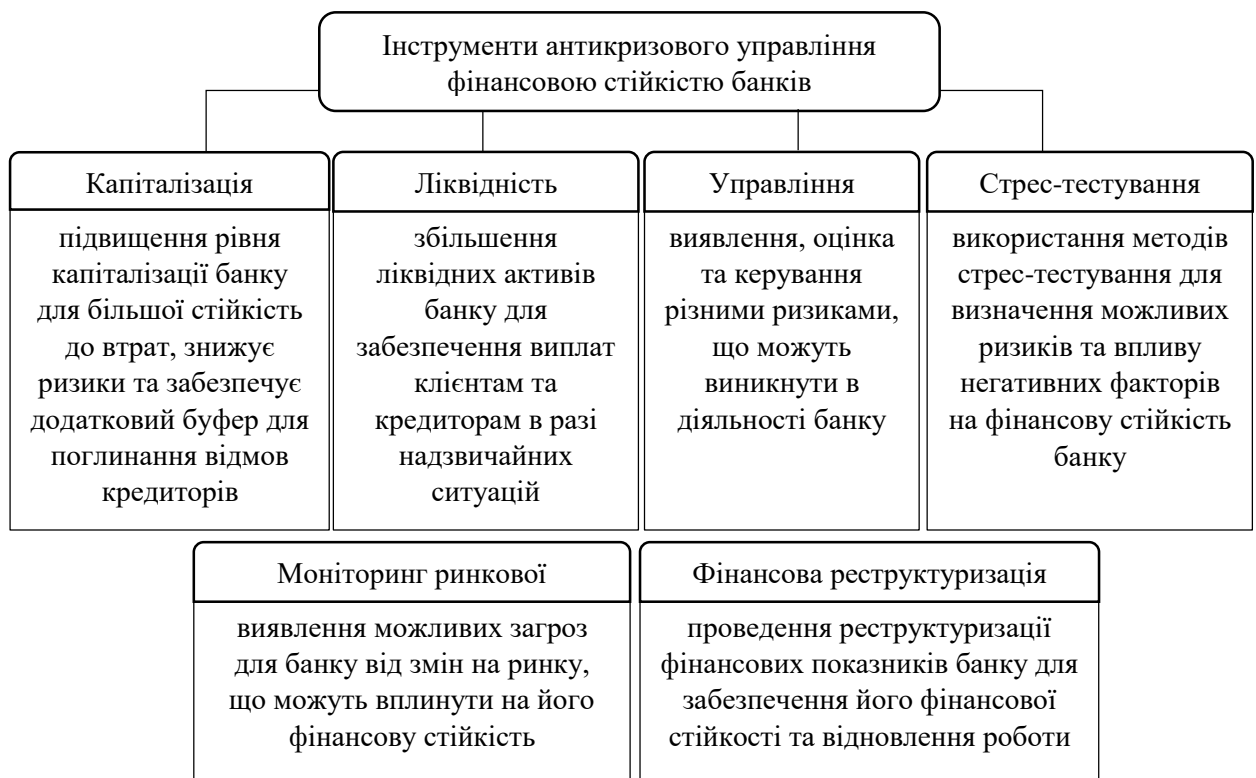 Інструменти антикризового управління
фінансовою стійкістю банків
Капіталізація
підвищення рівня
капіталізації банку
для більшої стійкість
до втрат, знижує
ризики та забезпечує
додатковий буфер для
поглинання відмов
кредиторів
Ліквідність
збільшення
ліквідних активів
банку для
забезпечення виплат
клієнтам та
кредиторам в разі
надзвичайних
ситуацій
Управління
виявлення, оцінка
та керування
різними ризиками,
що можуть
виникнути в
діяльності банку
Стрес-тестування
використання методів
стрес-тестування для
визначення можливих
ризиків та впливу
негативних факторів
на фінансову стійкість
банку
Моніторинг ринкової
виявлення можливих загроз
для банку від змін на ринку,
що можуть вплинути на його
фінансову стійкість
Фінансова реструктуризація
проведення реструктуризації
фінансових показників банку для
забезпечення його фінансової
стійкості та відновлення роботи